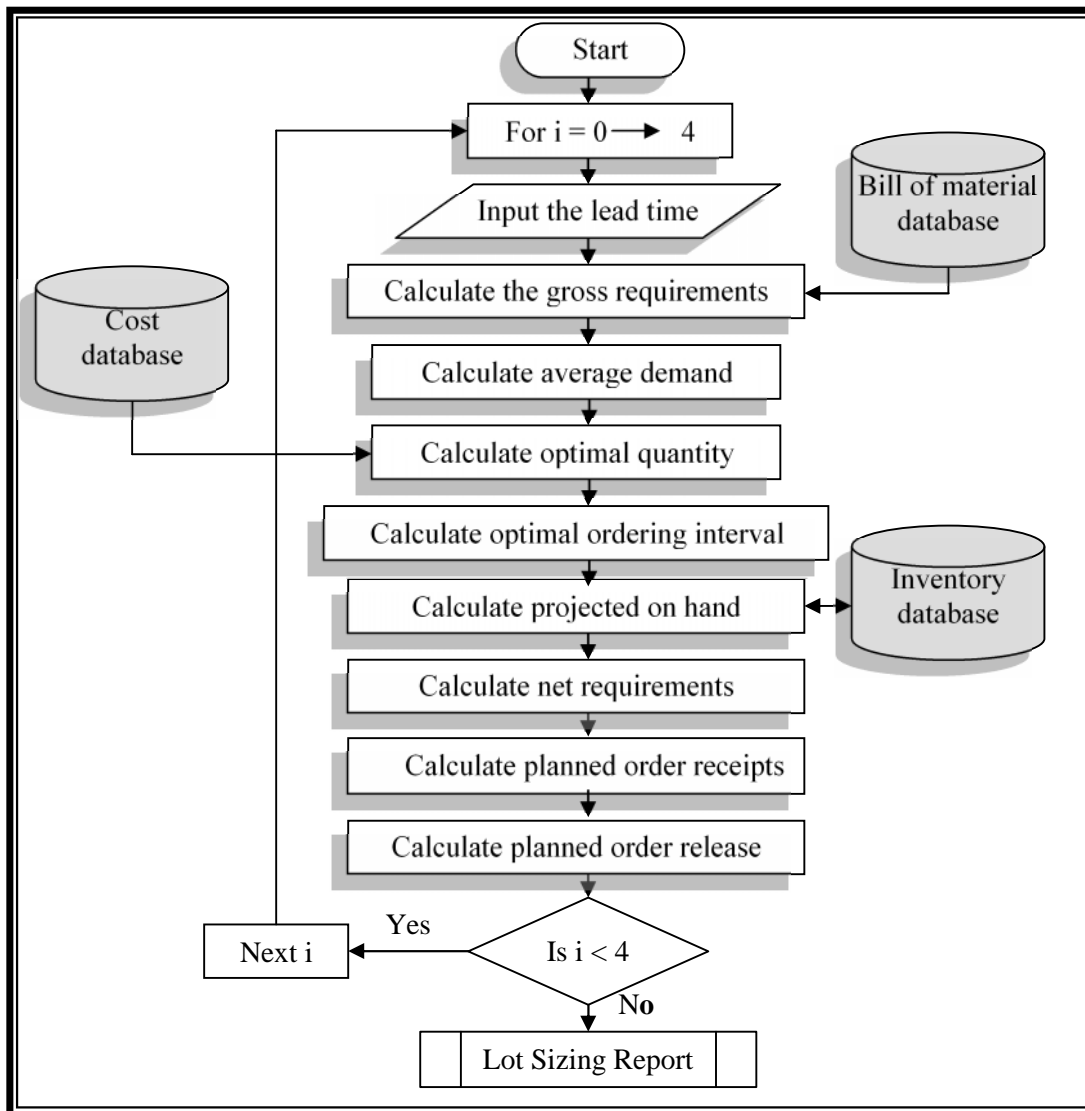 Start
For i = 0 → 4
Input the lead time
Bill of material
database
Calculate the gross requirements
Cost
database
Calculate average demand
Calculate optimal quantity
Calculate optimal ordering interval
Inventory
database
Calculate projected on hand
Calculate net requirements
Calculate planned order receipts
Calculate planned order release
Is i < 4
Yes
Next i
No
Lot Sizing Report